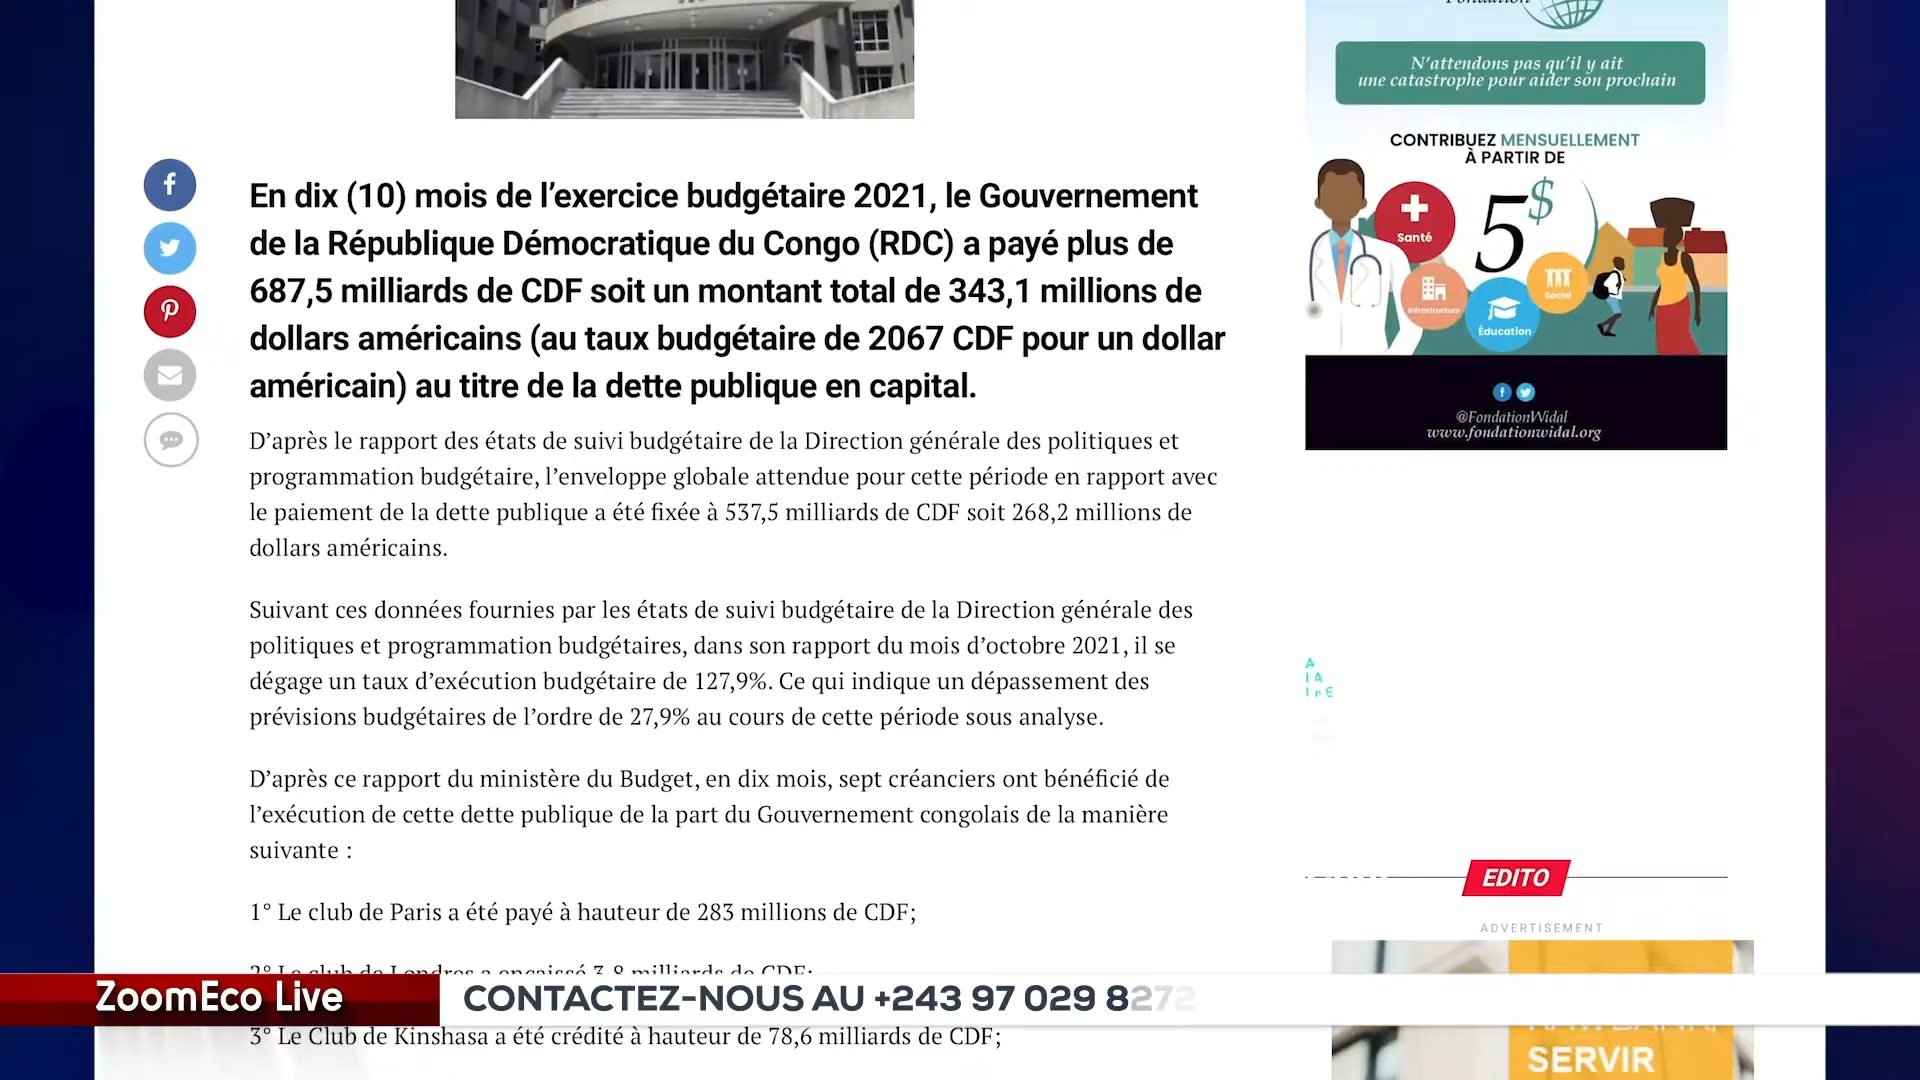 Fondation
N'attendons pas qu'il y ait
une catastrophe pour aider son prochain
CONTRIBUEZ MENSUELLEMENT
À PARTIR DE
5$
Santé
Infrastructure
Éducation
Social
@FondationWidal
www.fondationwidal.org
En dix (10) mois de l'exercice budgétaire 2021, le Gouvernement
de la République Démocratique du Congo (RDC) a payé plus de
687,5 milliards de CDF soit un montant total de 343,1 millions de
dollars américains (au taux budgétaire de 2067 CDF pour un dollar
américain) au titre de la dette publique en capital.
D'après le rapport des états de suivi budgétaire de la Direction générale des politiques et
programmation budgétaire, l'enveloppe globale attendue pour cette période en rapport avec
le paiement de la dette publique a été fixée à 537,5 milliards de CDF soit 268,2 millions de
dollars américains.
Suivant ces données fournies par les états de suivi budgétaire de la Direction générale des
politiques et programmation budgétaires, dans son rapport du mois d'octobre 2021, il se
dégage un taux d'exécution budgétaire de 127,9%. Ce qui indique un dépassement des
prévisions budgétaires de l'ordre de 27,9% au cours de cette période sous analyse.
D'après ce rapport du ministère du Budget, en dix mois, sept créanciers ont bénéficié de
l'exécution de cette dette publique de la part du Gouvernement congolais de la manière
suivante :
1° Le club de Paris a été payé à hauteur de 283 millions de CDF;
2° Le club de Londres a encaissé 3,8 milliards de CDF;
3° Le Club de Kinshasa a été crédité à hauteur de 78,6 milliards de CDF;
EDITO
ADVERTISEMENT
SERVIR
ZoomEco Live
CONTACTEZ-NOUS AU +243 97 029 8272